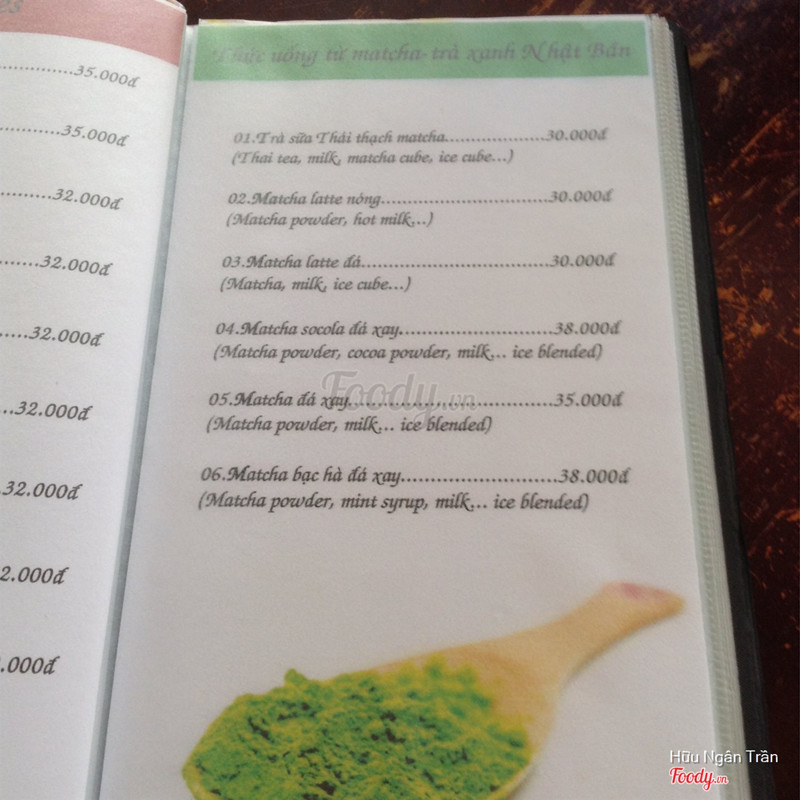 35.000đ
35.000đ
32.000đ
32.000đ
32.000đ
32.000đ
32.000đ
2.000đ
.000đ
Thức uống từ matcha-trà xanh Nhật Bản
01.Trà sữa Thái thạch matcha...................30.000đ
(Thai tea, milk, matcha cube, ice cube...)
02.Matcha latte nóng................................30.000đ
(Matcha powder, hot milk...)
03.Matcha latte đá....................................30.000đ
(Matcha, milk, ice cube...)
04.Matcha socola đá xay..............................38.000đ
(Matcha powder, cocoa powder, milk... ice blended)
05.Matcha đá xay.......................................35.000đ
(Matcha powder, milk... ice blended)
06.Matcha bạc hà đá xay..............................38.000đ
(Matcha powder, mint syrup, milk... ice blended)
Foody.vn
Hữu Ngân Trần
Foody.vn